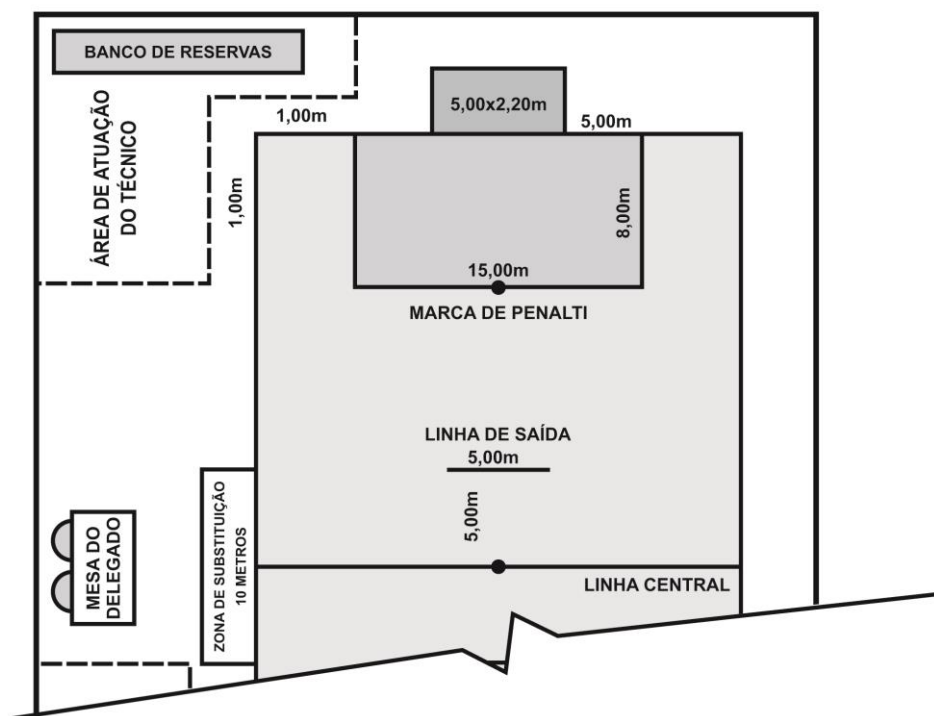 BANCO DE RESERVAS
ÁREA DE ATUAÇÃO
DO TÉCNICO
1,00m
5,00x2,20m
5,00m
1,00m
8,00m
15,00m
MARCA DE PENALTI
LINHA DE SAÍDA
5,00m
5,00m
MESA DO
DELEGADO
ZONA DE SUBSTITUIÇÃO
10 METROS
LINHA CENTRAL